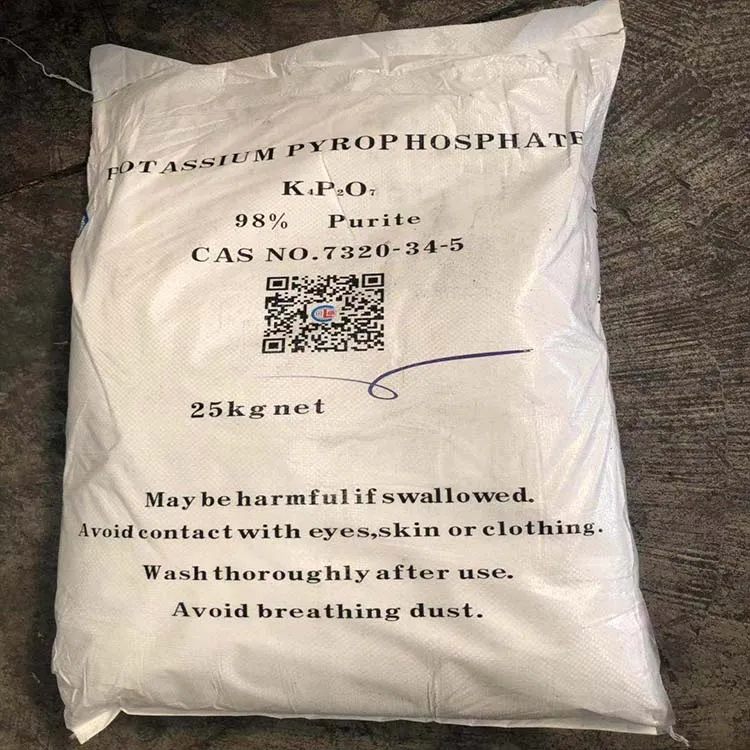 POTASSIUM PYROPHOSPHATE
K₄P₂O₇
98% Purite
CAS NO.7320-34-5
25kg net
May be harmful if swallowed.
Avoid contact with eyes,skin or clothing.
Wash thoroughly after use.
Avoid breathing dust.